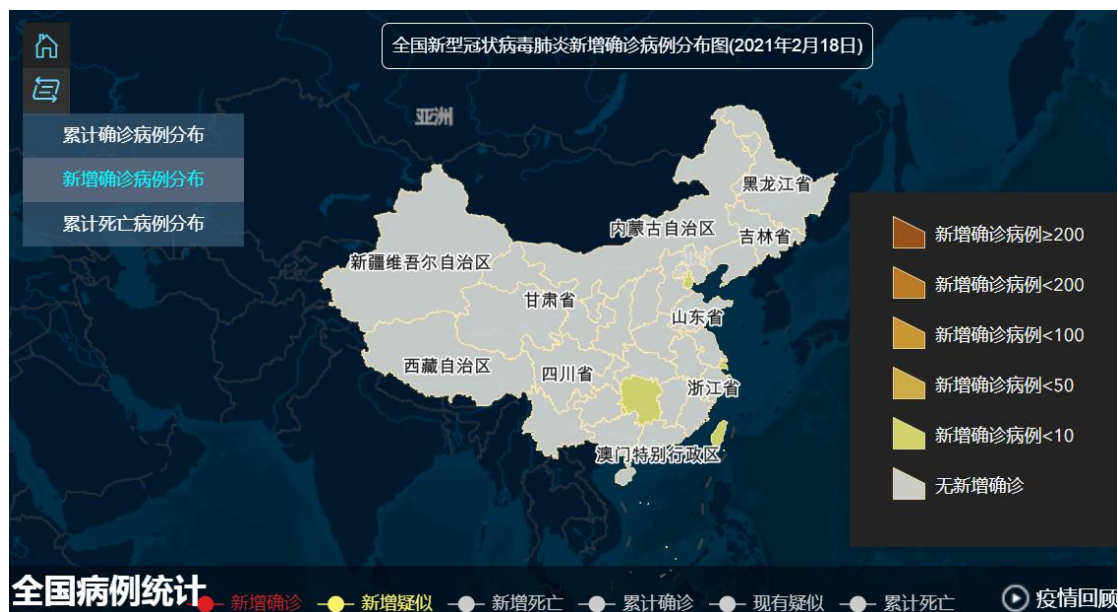 全国新型冠状病毒肺炎新增确诊病例分布图(2021年2月18日)
累计确诊病例分布
新增确诊病例分布
累计死亡病例分布
亚洲
黑龙江省
内蒙古自治区
吉林省
新疆维吾尔自治区
甘肃省
山东省
西藏自治区
四川省
浙江省
澳门特别行政区
新增确诊病例≥200
新增确诊病例<200
新增确诊病例<100
新增确诊病例<50
新增确诊病例<10
无新增确诊
全国病例统计
新增确诊 新增疑似 新增死亡 累计确诊 现有疑似 累计死亡
疫情回顾